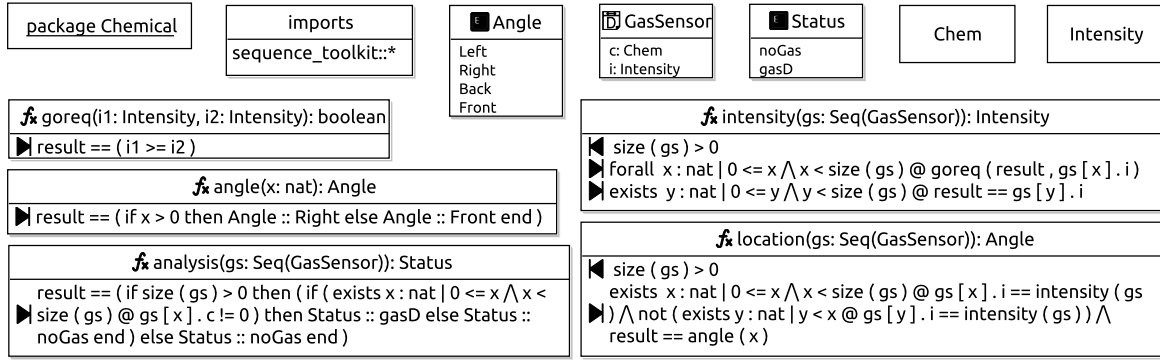 package Chemical
imports
sequence_toolkit::*
E Angle
Left
Right
Back
Front
D GasSensor
c: Chem
i: Intensity
E Status
noGas
gasD
Chem
Intensity
fx goreq(i1: Intensity, i2: Intensity): boolean
result == ( i1 >= i2 )
fx angle(x: nat): Angle
result == ( if x > 0 then Angle :: Right else Angle :: Front end )
fx analysis(gs: Seq(GasSensor)): Status
result == ( if size ( gs ) > 0 then ( if ( exists x : nat | 0 <= x /\ x <
size ( gs ) @ gs [ x ] . c != 0 ) then Status :: gasD else Status ::
noGas end ) else Status :: noGas end )
fx intensity(gs: Seq(GasSensor)): Intensity
size ( gs ) > 0
forall x : nat | 0 <= x /\ x < size ( gs ) @ goreq ( result , gs [ x ] . i )
exists y : nat | 0 <= y /\ y < size ( gs ) @ result == gs [ y ] . i
fx location(gs: Seq(GasSensor)): Angle
size ( gs ) > 0
exists x : nat | 0 <= x /\ x < size ( gs ) @ gs [ x ] . i == intensity ( gs
) /\ not ( exists y : nat | y < x @ gs [ y ] . i == intensity ( gs ) ) /\
result == angle ( x )